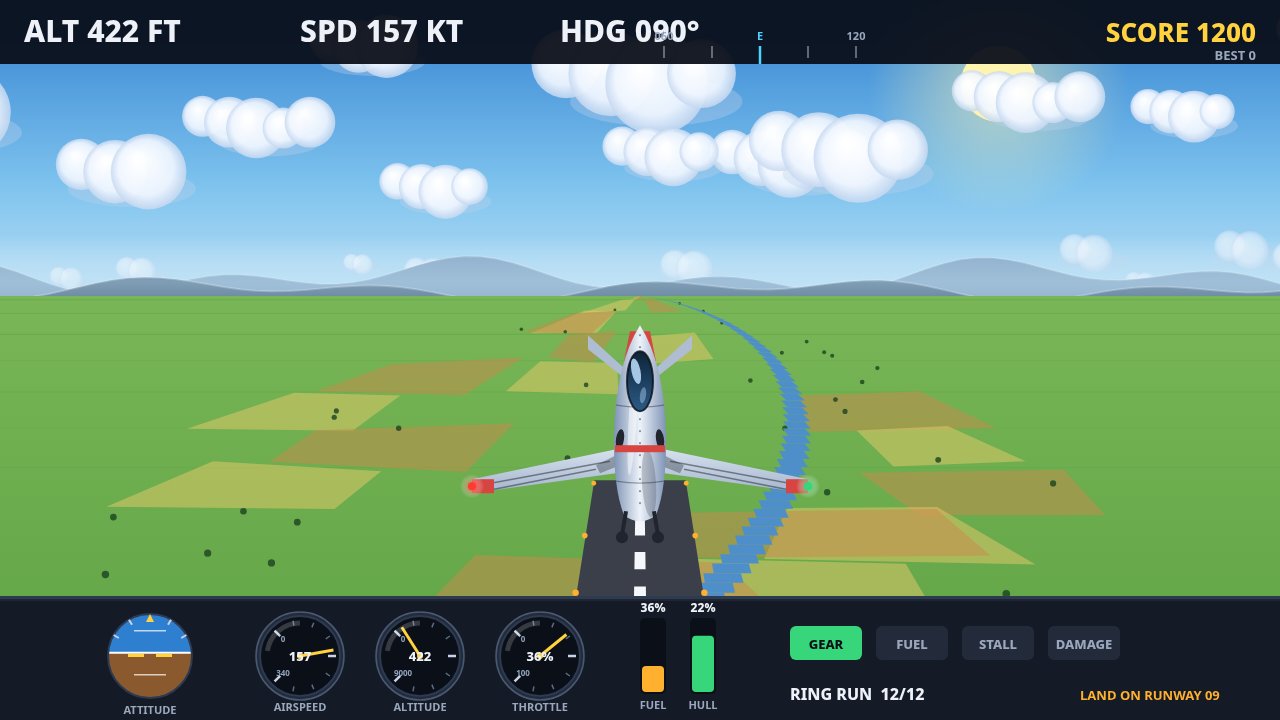 ALT 422 FT
SPD 157 KT
HDG 090°
E
120
SCORE 1200
BEST 0
36%
22%
0
157
340
0
422
9000
0
36%
100
GEAR
FUEL
STALL
DAMAGE
RING RUN 12/12
LAND ON RUNWAY 09
ATTITUDE
AIRSPEED
ALTITUDE
THROTTLE
FUEL
HULL